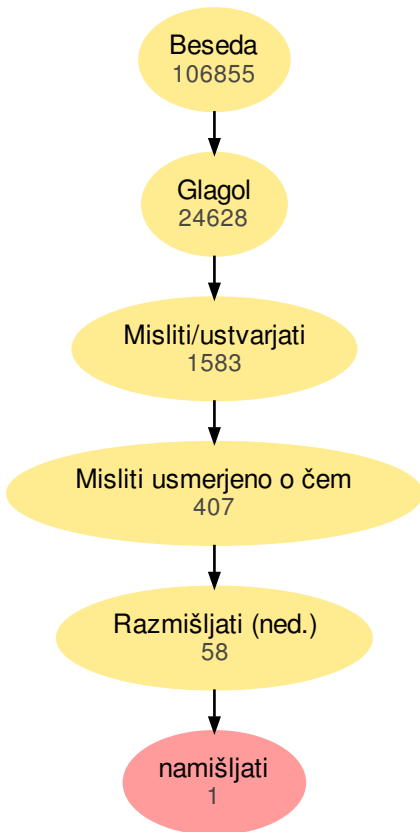 Beseda
106855
Glagol
24628
Misliti/ustvarjati
1583
Misliti usmerjeno o čem
407
Razmišljati (ned.)
58
namišljati
1